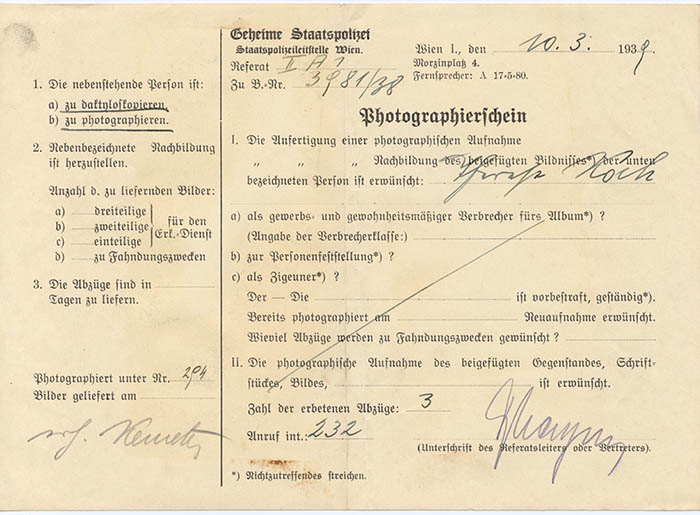 1. Die nebenstehende Person ist:
a) zu daktyloskopieren.
b) zu photographieren.
2. Nebenbezeichnete Nachbildung
ist herzustellen.
Anzahl d. zu liefernden Bilder:
a) dreiteilige
b) zweiteilige
c) einteilige
für den
Erk.-Dienst
d) zu Fahndungszwecken
3. Die Abzüge sind in
Tagen zu liefern.
Photographiert unter Nr. 294
Bilder geliefert am
Geheime Staatspolizei
Staatspolizeileitstelle Wien.
Referat II A 1
Zu B.-Nr. 3981/38
Wien I., den 10. 3. 1939.
Morzinplatz 4.
Fernsprecher: A 17-5-80.
Photographierschein
I. Die Anfertigung einer photographischen Aufnahme
„ „ „ Nachbildung des beigefügten Bildnisses* der unten
bezeichneten Person ist erwünscht: Koch
a) als gewerbs- und gewohnheitsmäßiger Verbrecher fürs Album*) ?
(Angabe der Verbrecherklasse:)
b) zur Personenfeststellung*) ?
c) als Zigeuner*) ?
Der — Die ist vorbestraft, geständig*).
Bereits photographiert am Neuaufnahme erwünscht.
Wieviel Abzüge werden zu Fahndungszwecken gewünscht ?
II. Die photographische Aufnahme des beigefügten Gegenstandes, Schrift-
stückes, Bildes, ist erwünscht.
Zahl der erbetenen Abzüge: 3
Anruf int.: 232
(Unterschrift des Referatsleiters oder Vertreters).
*) Nichtzutreffendes streichen.